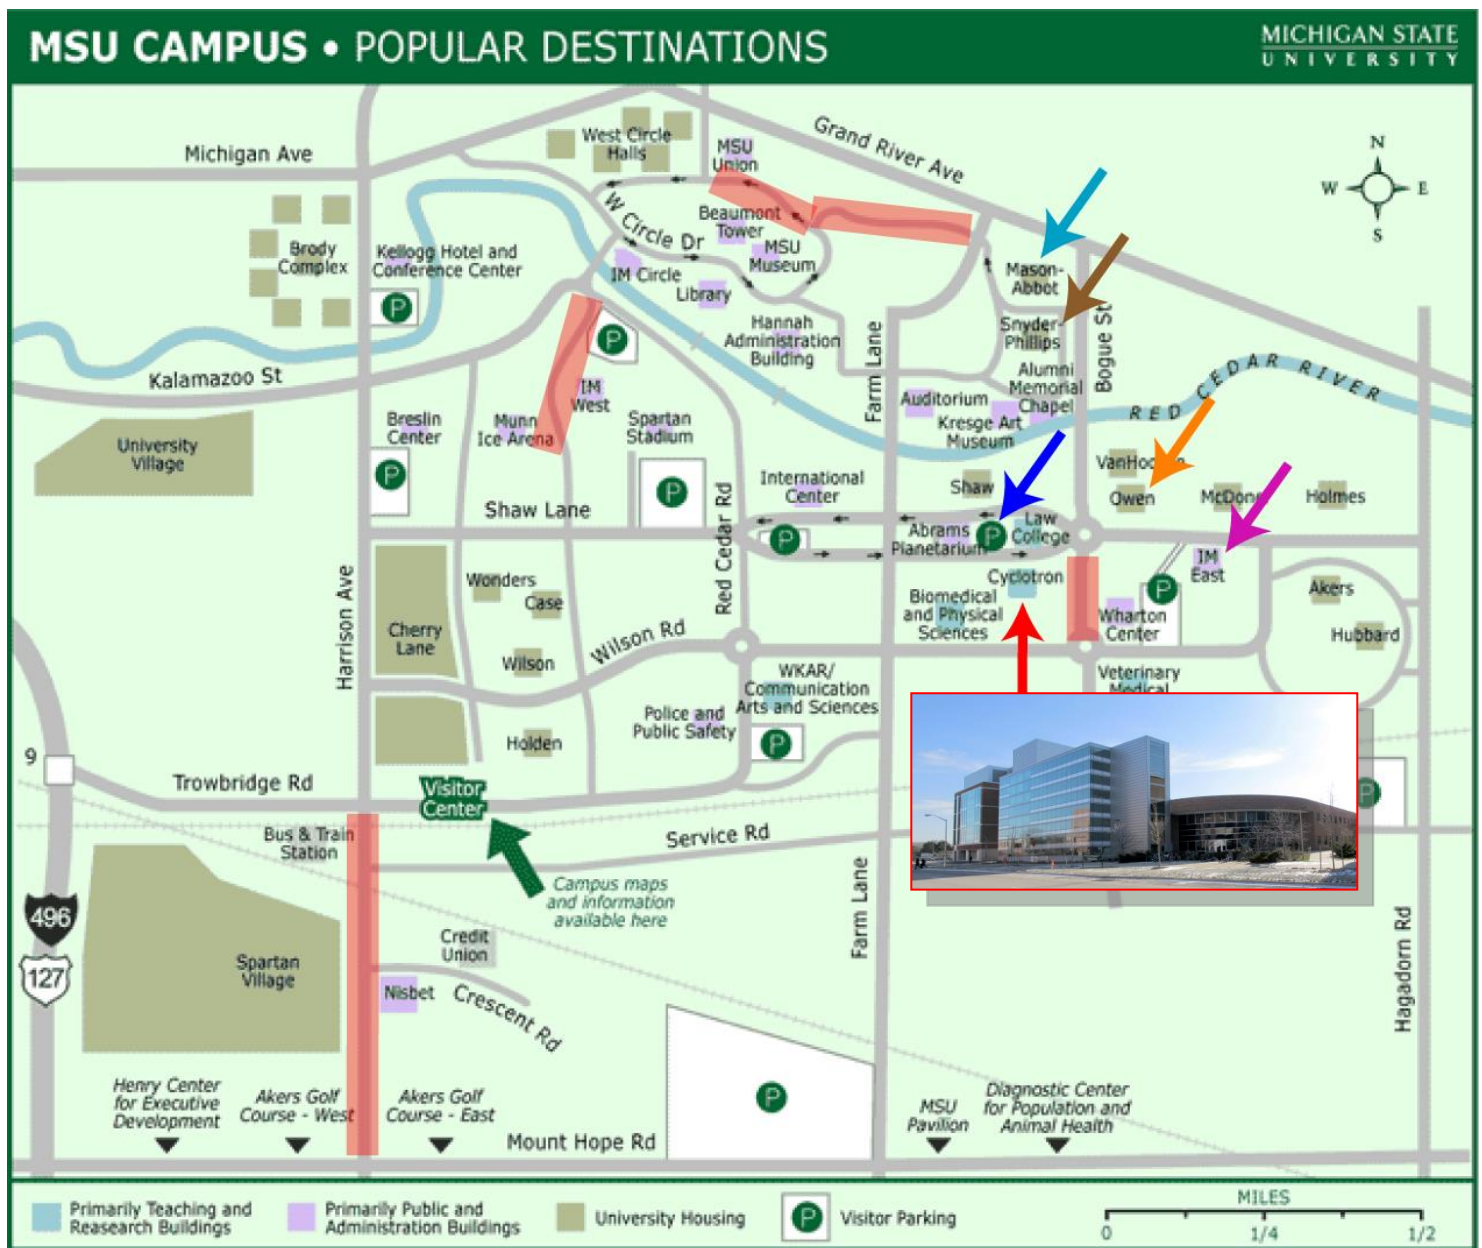 MSU CAMPUS • POPULAR DESTINATIONS
MICHIGAN STATE
UNIVERSITY
Michigan Ave
West Circle
Halls
MSU
Union
Grand River Ave
N
W
E
S
Brody
Complex
Kellogg Hotel and
Conference Center
W Circle Dr
Beaumont
Tower
MSU
Museum
IM Circle
Library
Hannah
Administration
Building
Farm Lane
Mason-
Abbot
Snyder-
Phillips
Bogue St
Alumni
Memorial
Chapel
Auditorium
Kresge Art
Museum
RED CEDAR RIVER
Kalamazoo St
University
Village
Breslin
Center
Munn
Ice Arena
IM
West
Spartan
Stadium
International
Center
Shaw
Owen
Holmes
Shaw Lane
Red Cedar Rd
Abrams
Planetarium
Law
College
IM
East
Cyclotron
Biomedical
and Physical
Sciences
Wharton
Center
Akers
Hubbard
Harrison Ave
Wonders
Case
Cherry
Lane
Wilson
Wilson Rd
WKAR/
Communication
Arts and Sciences
Police and
Public Safety
Veterinary
Medical
Holden
9
Trowbridge Rd
Visitor
Center
Bus & Train
Station
Service Rd
Campus maps
and information
available here
Farm Lane
496
127
Spartan
Village
Credit
Union
Nisbet
Crescent Rd
Hagadorn Rd
Henry Center
for Executive
Development
Akers Golf
Course - West
Akers Golf
Course - East
Mount Hope Rd
MSU
Pavilion
Diagnostic Center
for Population and
Animal Health
P
P
P
P
P
P
P
P
P
P
Primarily Teaching and
Reasearch Buildings
Primarily Public and
Administration Buildings
University Housing
P
Visitor Parking
MILES
0
1/4
1/2